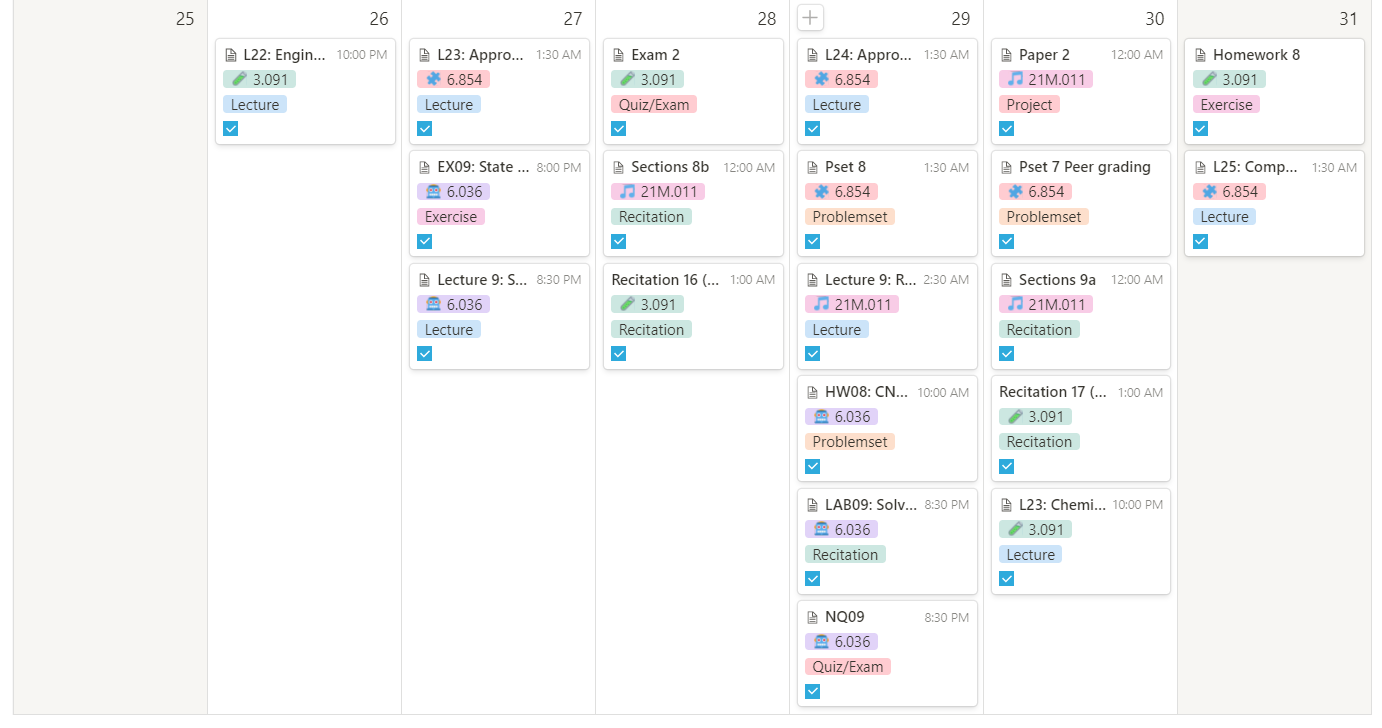 25
26
L22: Engin... 10:00 PM
3.091
Lecture
27
L23: Appro... 1:30 AM
6.854
Lecture
EX09: State ... 8:00 PM
6.036
Exercise
Lecture 9: S... 8:30 PM
6.036
Lecture
28
Exam 2
3.091
Quiz/Exam
Sections 8b 12:00 AM
21M.011
Recitation
Recitation 16 (... 1:00 AM
3.091
Recitation
29
L24: Appro... 1:30 AM
6.854
Lecture
Pset 8 1:30 AM
6.854
Problemset
Lecture 9: R... 2:30 AM
21M.011
Lecture
HW08: CN... 10:00 AM
6.036
Problemset
LAB09: Solv... 8:30 PM
6.036
Recitation
NQ09 8:30 PM
6.036
Quiz/Exam
30
Paper 2 12:00 AM
21M.011
Project
Pset 7 Peer grading
6.854
Problemset
Sections 9a 12:00 AM
21M.011
Recitation
Recitation 17 (... 1:00 AM
3.091
Recitation
L23: Chemi... 10:00 PM
3.091
Lecture
31
Homework 8
3.091
Exercise
L25: Comp... 1:30 AM
6.854
Lecture